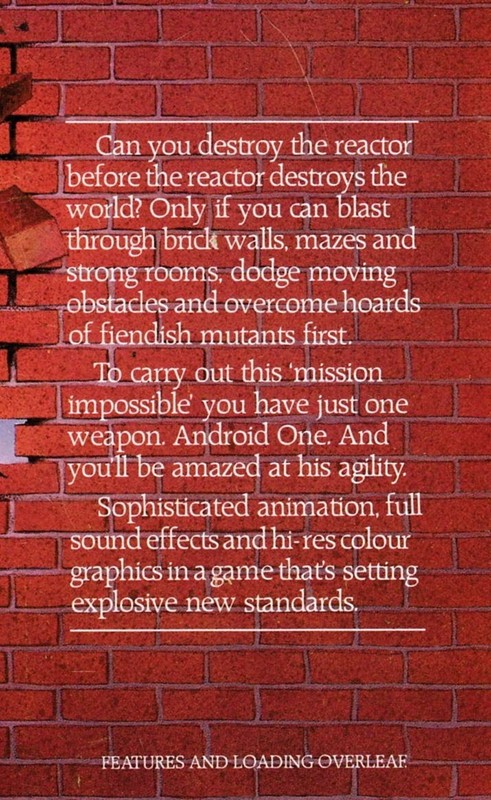 Can you destroy the reactor
before the reactor destroys the
world? Only if you can blast
through brick walls, mazes and
strong rooms, dodge moving
obstacles and overcome hoards
of fiendish mutants first.
To carry out this 'mission
impossible' you have just one
weapon. Android One. And
you'll be amazed at his agility.
Sophisticated animation, full
sound effects and hi-res colour
graphics in a game that's setting
explosive new standards.
FEATURES AND LOADING OVERLEAF.